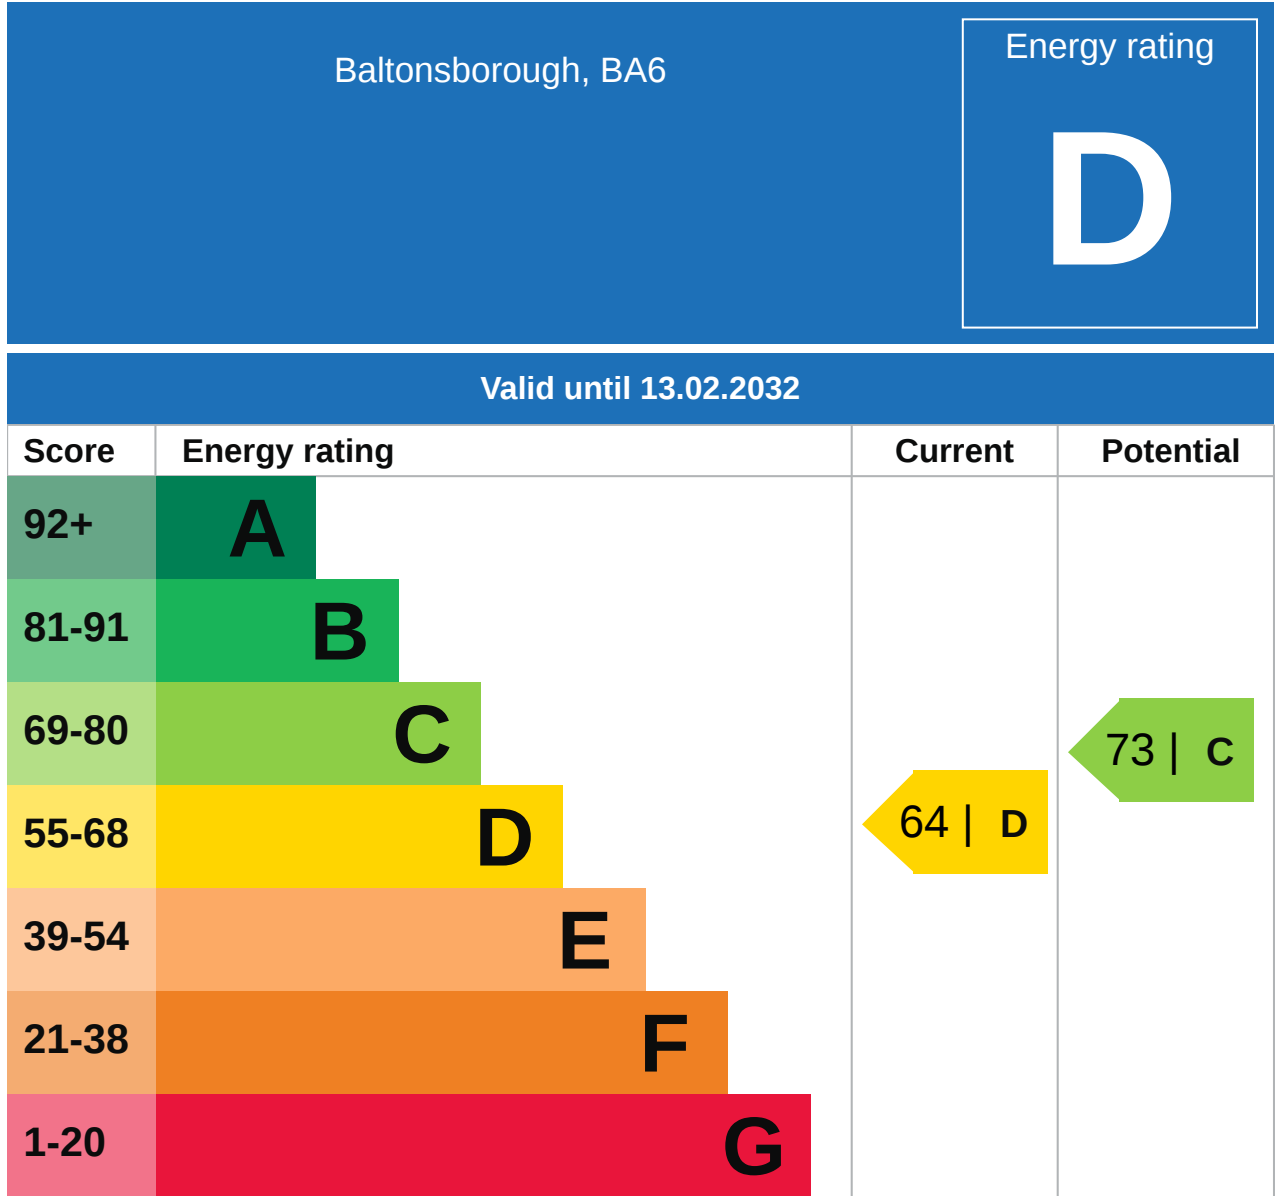 Baltonsborough, BA6
Energy rating
D
Valid until 13.02.2032
Score Energy rating Current Potential
92+ A
81-91 B
69-80 C
73 | C
55-68 D
64 | D
39-54 E
21-38 F
1-20 G